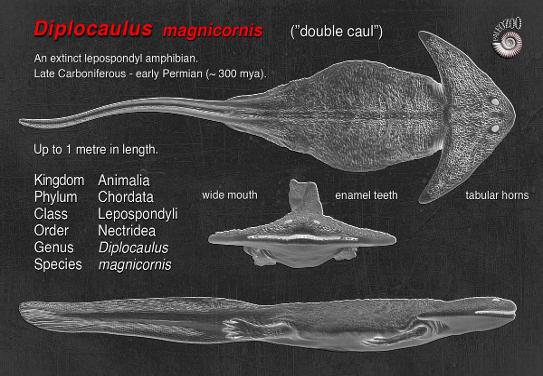 Diplocaulus magnicornis ("double caul")
An extinct lepospondyl amphibian.
Late Carboniferous - early Permian (~ 300 mya).
Up to 1 metre in length.
Kingdom Animalia
Phylum Chordata
Class Lepospondyli
Order Nectridea
Genus Diplocaulus
Species magnicornis
wide mouth
enamel teeth
tabular horns